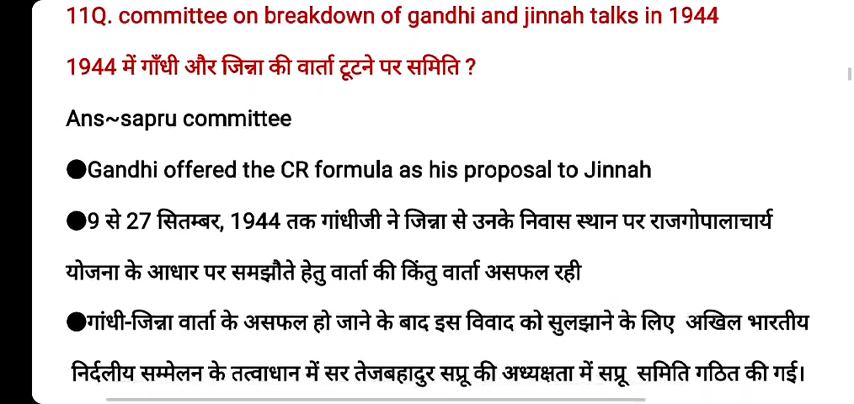 11Q. committee on breakdown of gandhi and jinnah talks in 1944
1944 में गाँधी और जिन्ना की वार्ता टूटने पर समिति ?
Ans~sapru committee
●Gandhi offered the CR formula as his proposal to Jinnah
●9 से 27 सितम्बर, 1944 तक गांधीजी ने जिन्ना से उनके निवास स्थान पर राजगोपालाचार्य
योजना के आधार पर समझौते हेतु वार्ता की किंतु वार्ता असफल रही
●गांधी-जिन्ना वार्ता के असफल हो जाने के बाद इस विवाद को सुलझाने के लिए अखिल भारतीय
निर्दलीय सम्मेलन के तत्वाधान में सर तेजबहादुर सप्रू की अध्यक्षता में सप्रू समिति गठित की गई।